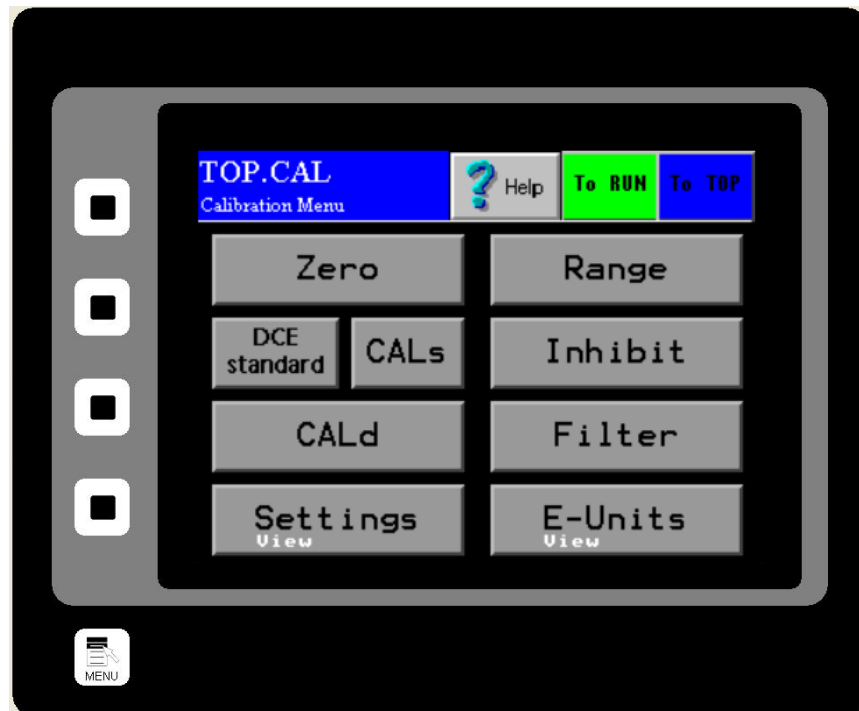 TOP.CAL
Calibration Menu
Help
To RUN
To TOP
Zero
Range
DCE
standard
CALs
Inhibit
CALd
Filter
Settings
View
E-Units
View
MENU